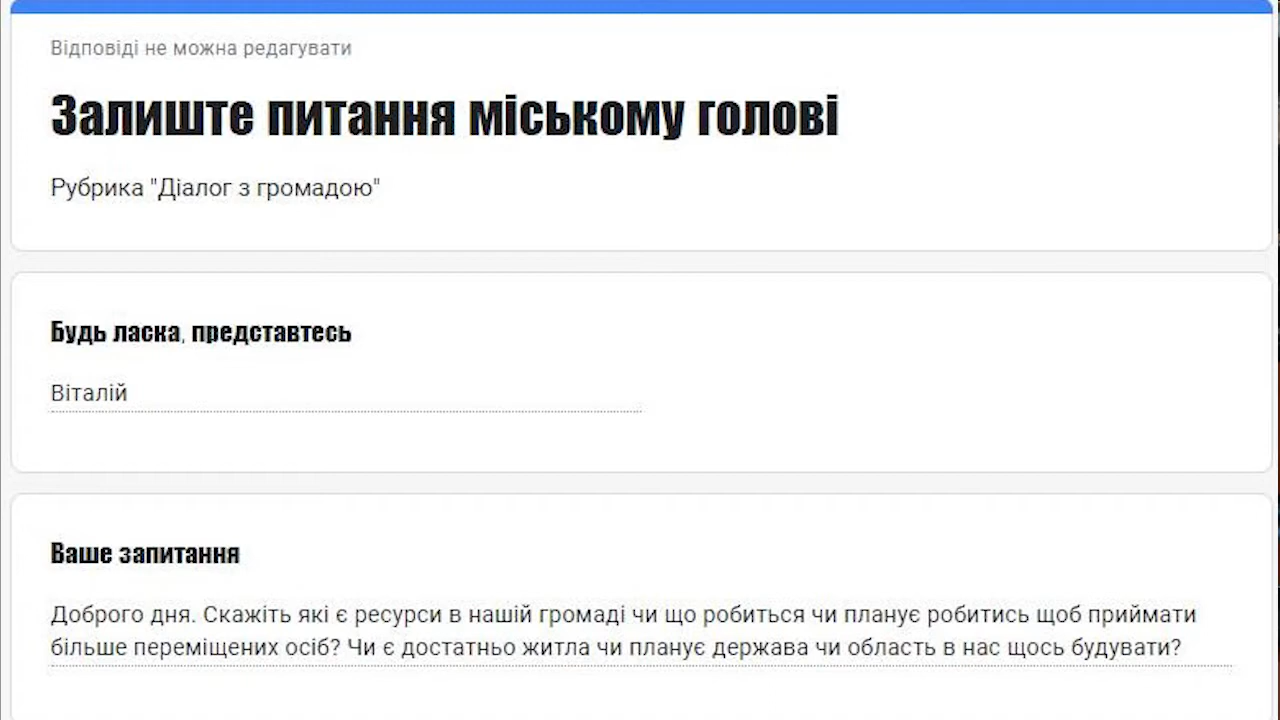 Відповіді не можна редагувати
Залиште питання міському голові
Рубрика "Діалог з громадою"
Будь ласка, представтесь
Віталій
Ваше запитання
Доброго дня. Скажіть які є ресурси в нашій громаді чи що робиться чи планує робитись щоб приймати
більше переміщених осіб? Чи є достатньо житла чи планує держава чи область в нас щось будувати?